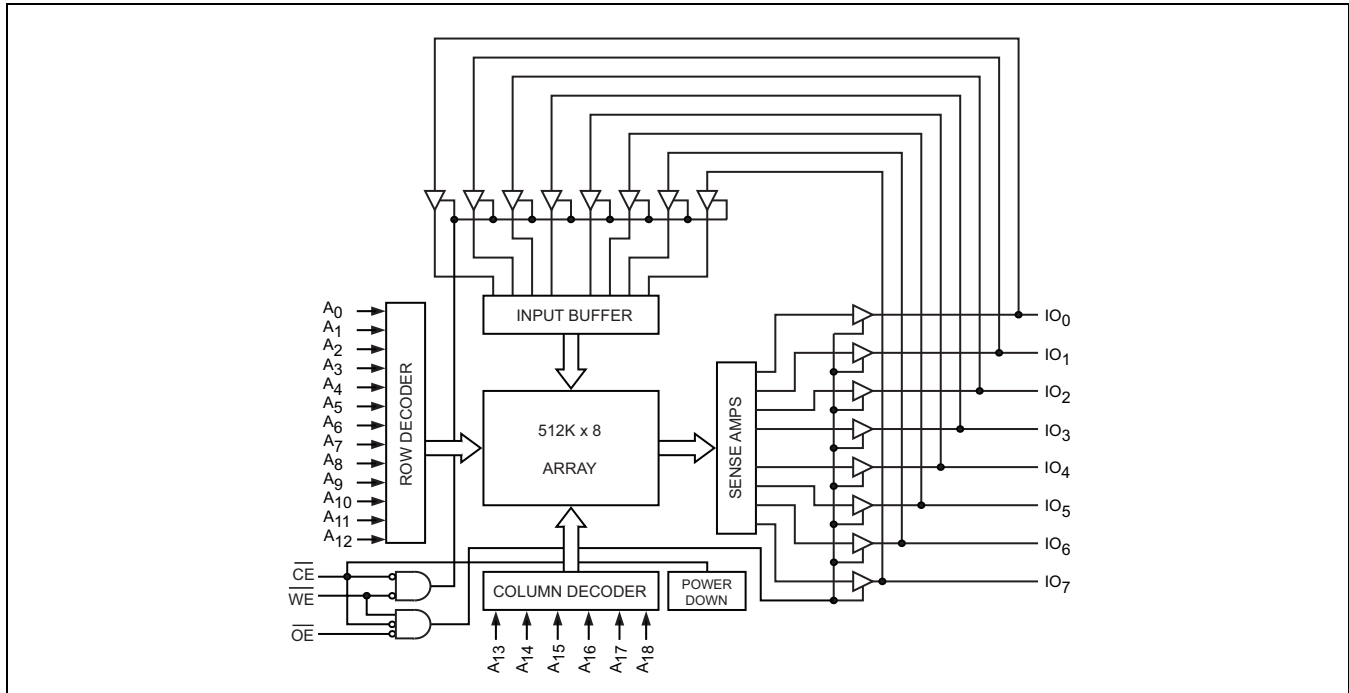 INPUT BUFFER
A0
A1
A2
A3
A4
A5
A6
A7
A8
A9
A10
A11
A12
ROW DECODER
512K x 8
ARRAY
SENSE AMPS
IO0
IO1
IO2
IO3
IO4
IO5
IO6
IO7
CE
WE
OE
COLUMN DECODER
POWER
DOWN
A13
A14
A15
A16
A17
A18